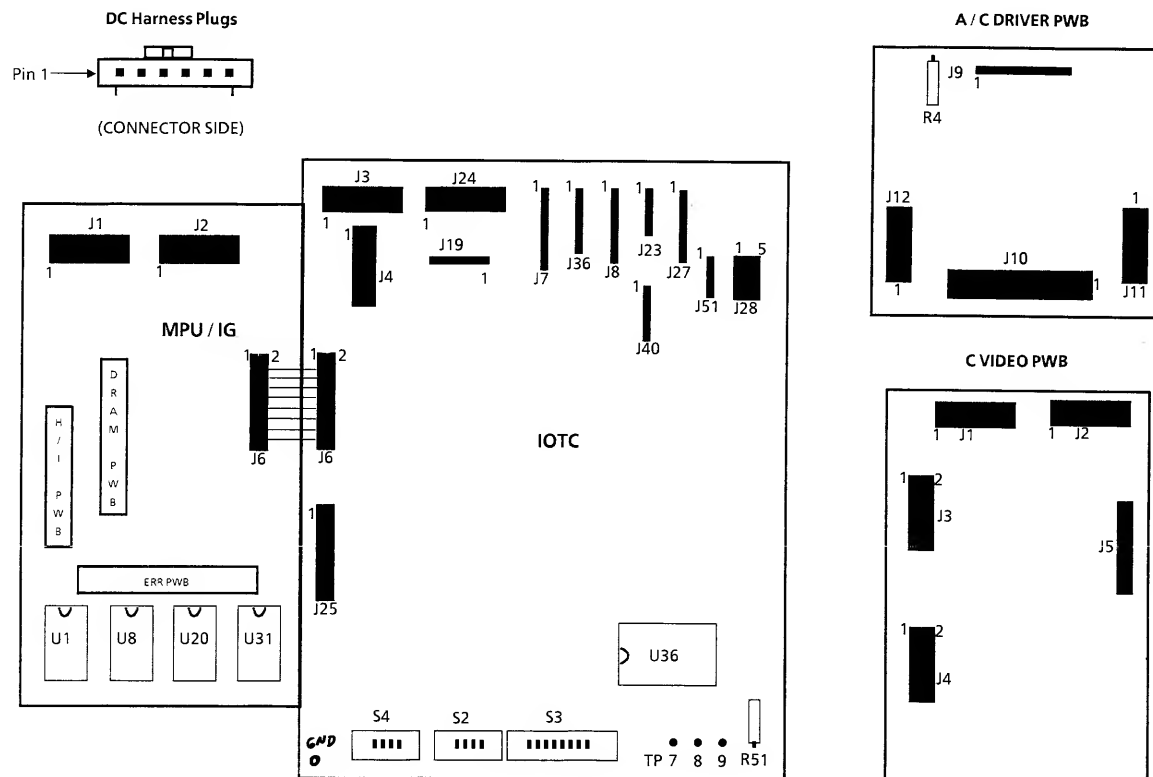 DC Harness Plugs
Pin 1
(CONNECTOR SIDE)
A / C DRIVER PWB
J9
1
R4
J12
1
J10
1
1
J11
J3
1
J24
1
J4
1
J19
1
1
J7
1
J36
1
J8
1
J23
1
J27
1
J51
1 5
J28
1
J40
J1
1
J2
1
MPU / IG
1 2
J6
1 2
J6
DRAM PWB
H/I PWB
ERR PWB
U1
U8
U20
U31
IOTC
1
J25
U36
S4
S2
S3
GND
0
TP 7 8 9
R51
C VIDEO PWB
1 J1
1 J2
1 2
J3
J5
1 2
J4